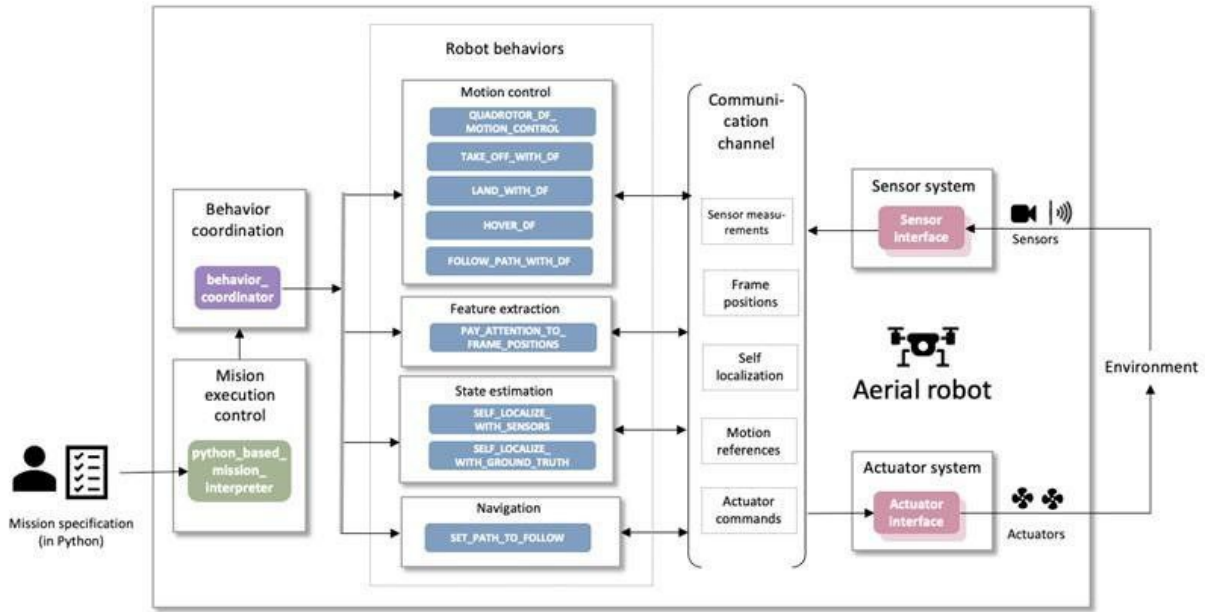 Robot behaviors
Motion control
QUADROTOR_DF_
MOTION_CONTROL
TAKE_OFF_WITH_DF
LAND_WITH_DF
HOVER_DF
FOLLOW_PATH_WITH_DF
Feature extraction
PAY_ATTENTION_TO_
FRAME_POSITIONS
State estimation
SELF_LOCALIZE_
WITH_SENSORS
SELF_LOCALIZE_
WITH_GROUND_TRUTH
Navigation
SET_PATH_TO_FOLLOW
Behavior
coordination
behavior_
coordinator
Mision
execution
control
python_based_
mission_
interpreter
Mission specification
(in Python)
Communi-
cation
channel
Sensor measu-
rements
Frame
positions
Self
localization
Motion
references
Actuator
commands
Sensor system
Sensor
interface
Sensors
Aerial robot
Environment
Actuator system
Actuator
interface
Actuators